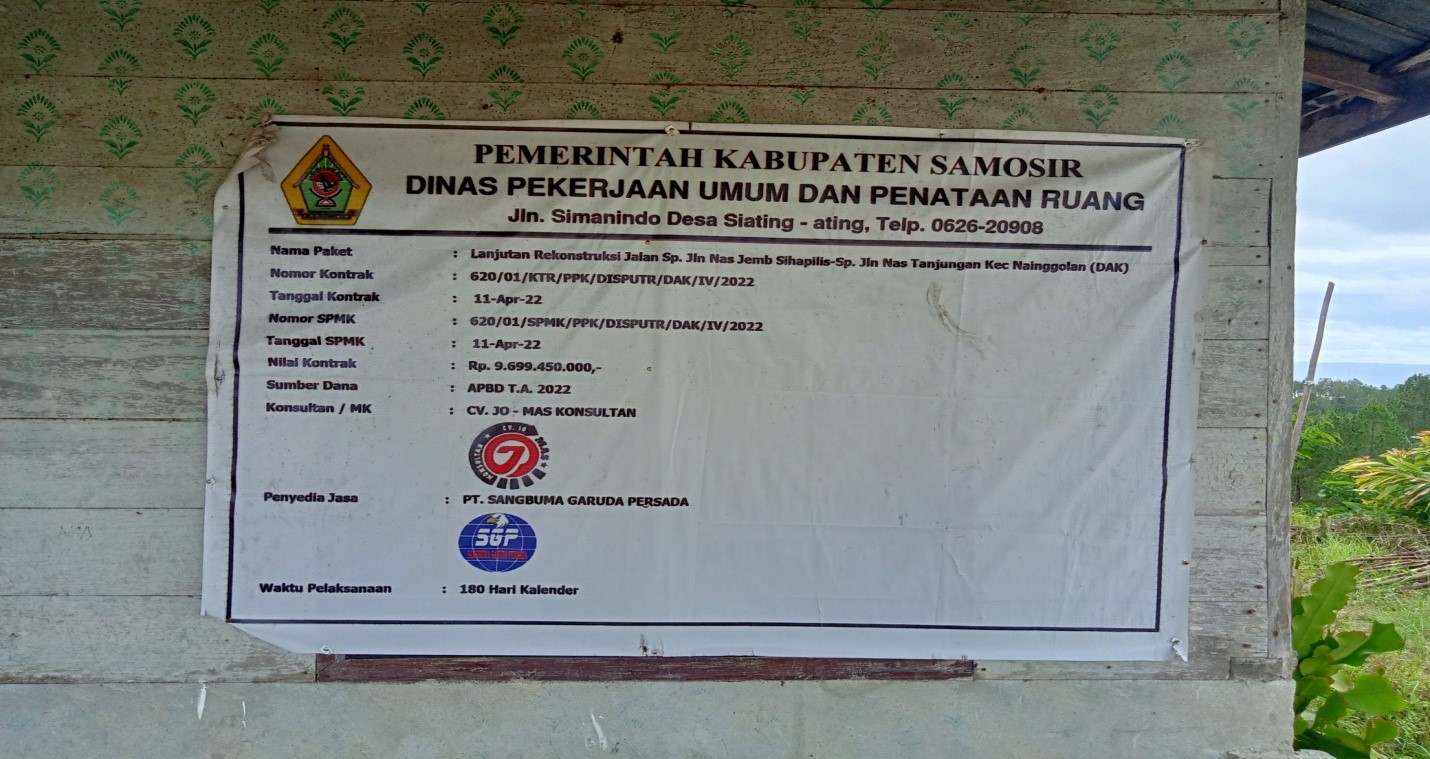 PEMERINTAH KABUPATEN SAMOSIR
DINAS PEKERJAAN UMUM DAN PENATAAN RUANG
Jln. Simanindo Desa Siating - ating, Telp. 0626-20908
Nama Paket : Lanjutan Rekonstruksi Jalan Sp. Jln Nas Jemb Sihapilis-Sp. Jln Nas Tanjungan Kec Nainggolan (DAK)
Nomor Kontrak : 620/01/KTR/PPK/DISPUTR/DAK/IV/2022
Tanggal Kontrak : 11-Apr-22
Nomor SPMK : 620/01/SPMK/PPK/DISPUTR/DAK/IV/2022
Tanggal SPMK : 11-Apr-22
Nilai Kontrak : Rp. 9.699.450.000,-
Sumber Dana : APBD T.A. 2022
Konsultan / MK : CV. JO - MAS KONSULTAN
CV. JO MAS KONSULTAN
Penyedia Jasa : PT. SANGBUMA GARUDA PERSADA
SGP
Waktu Pelaksanaan : 180 Hari Kalender